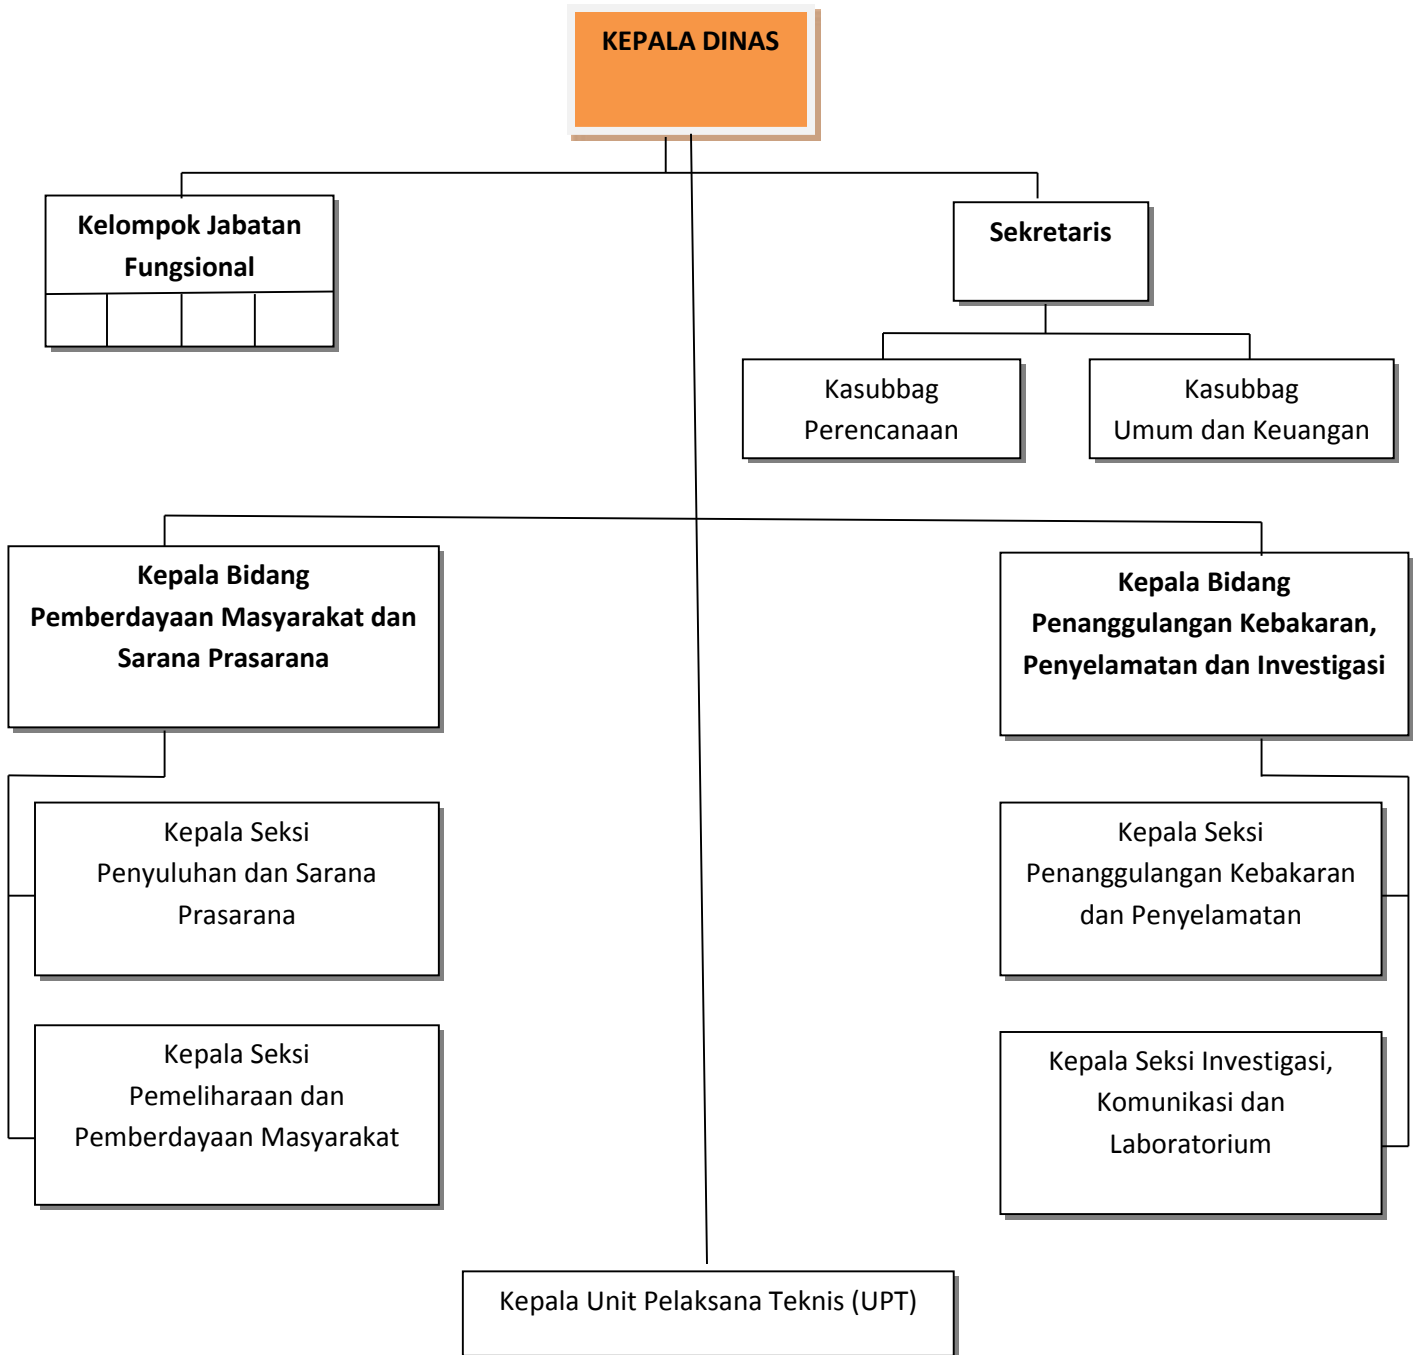 KEPALA DINAS
Kelompok Jabatan
Fungsional
Sekretaris
Kasubbag
Perencanaan
Kasubbag
Umum dan Keuangan
Kepala Bidang
Pemberdayaan Masyarakat dan
Sarana Prasarana
Kepala Bidang
Penanggulangan Kebakaran,
Penyelamatan dan Investigasi
Kepala Seksi
Penyuluhan dan Sarana
Prasarana
Kepala Seksi
Penanggulangan Kebakaran
dan Penyelamatan
Kepala Seksi
Pemeliharaan dan
Pemberdayaan Masyarakat
Kepala Seksi Investigasi,
Komunikasi dan
Laboratorium
Kepala Unit Pelaksana Teknis (UPT)